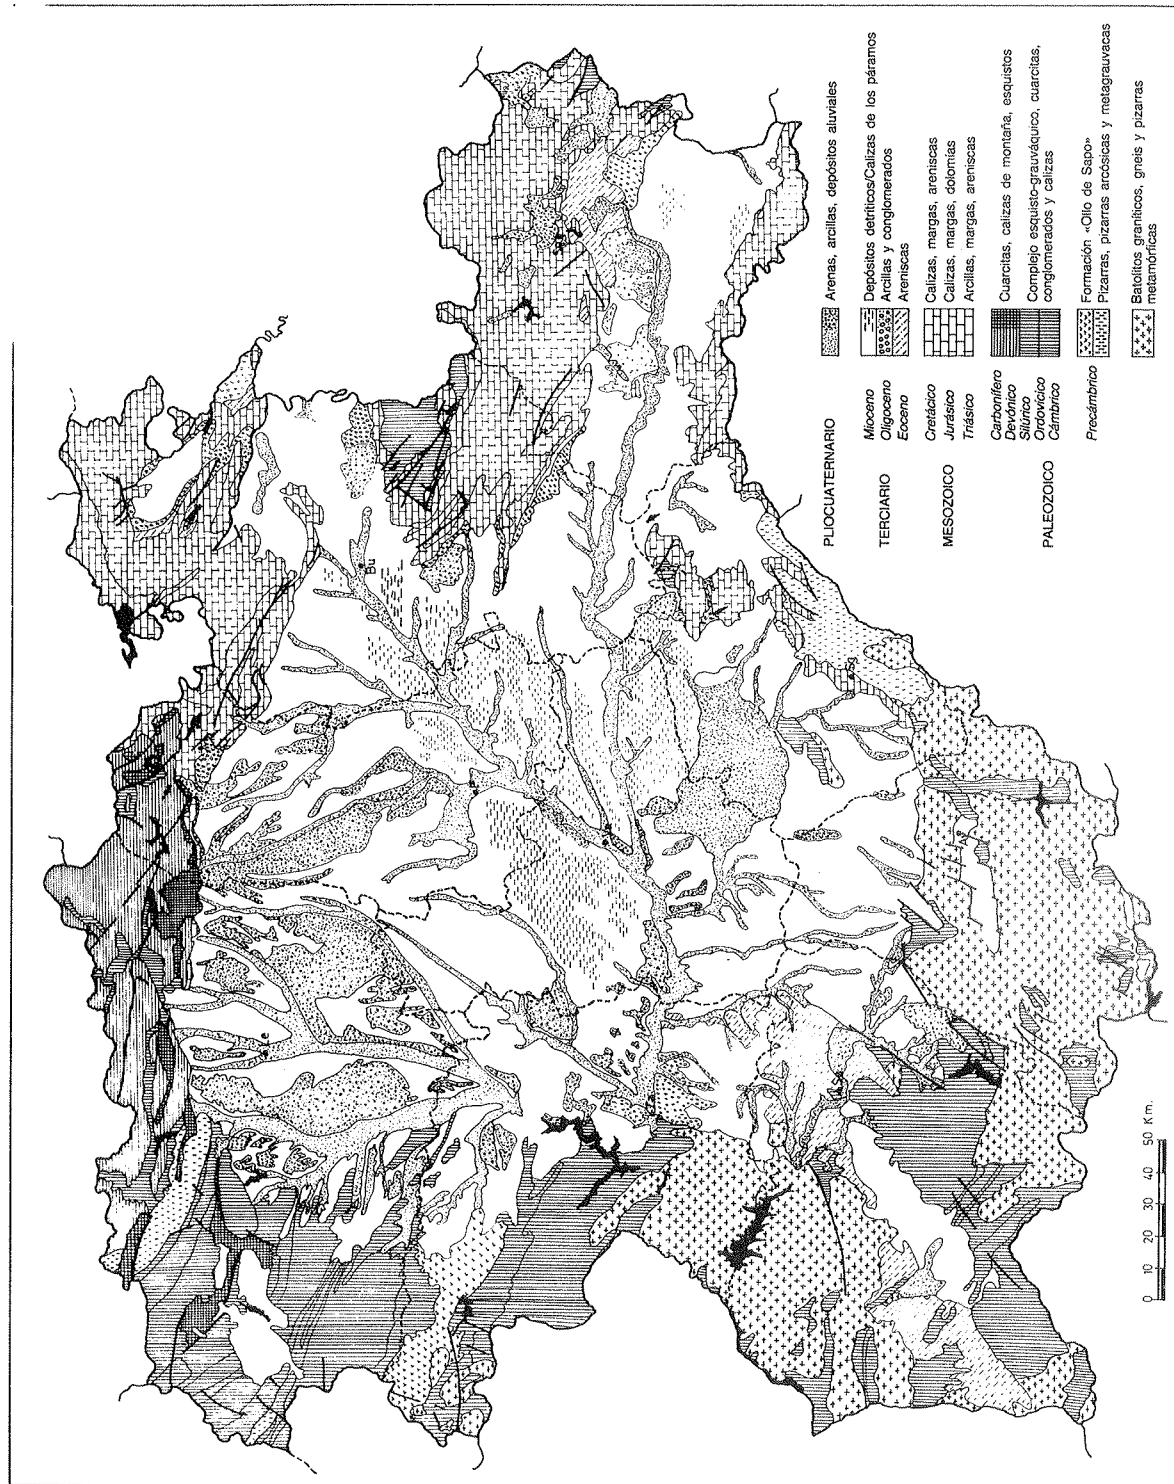 PLIOCUATERNARIO
Arenas, arcillas, depósitos aluviales
TERCIARIO
Mioceno
Oligoceno
Eoceno
Depósitos detríticos/Calizas de los páramos
Arcillas y conglomerados
Areniscas
MESOZOICO
Cretácico
Jurásico
Triásico
Calizas, margas, areniscas
Calizas, margas, dolomías
Arcillas, margas, areniscas
PALEOZOICO
Carbonífero
Devónico
Silúrico
Ordovícico
Cámbrico
Cuarcitas, calizas de montaña, esquistos
Complejo esquisto-grauváquico, cuarcitas,
conglomerados y calizas
Precámbrico
Formación «Ollo de Sapo»
Pizarras, pizarras arcósicas y metagrauvacas
Batolitos graníticos, gneis y pizarras
metamórficas
Bu
0 10 20 30 40 50 Km.